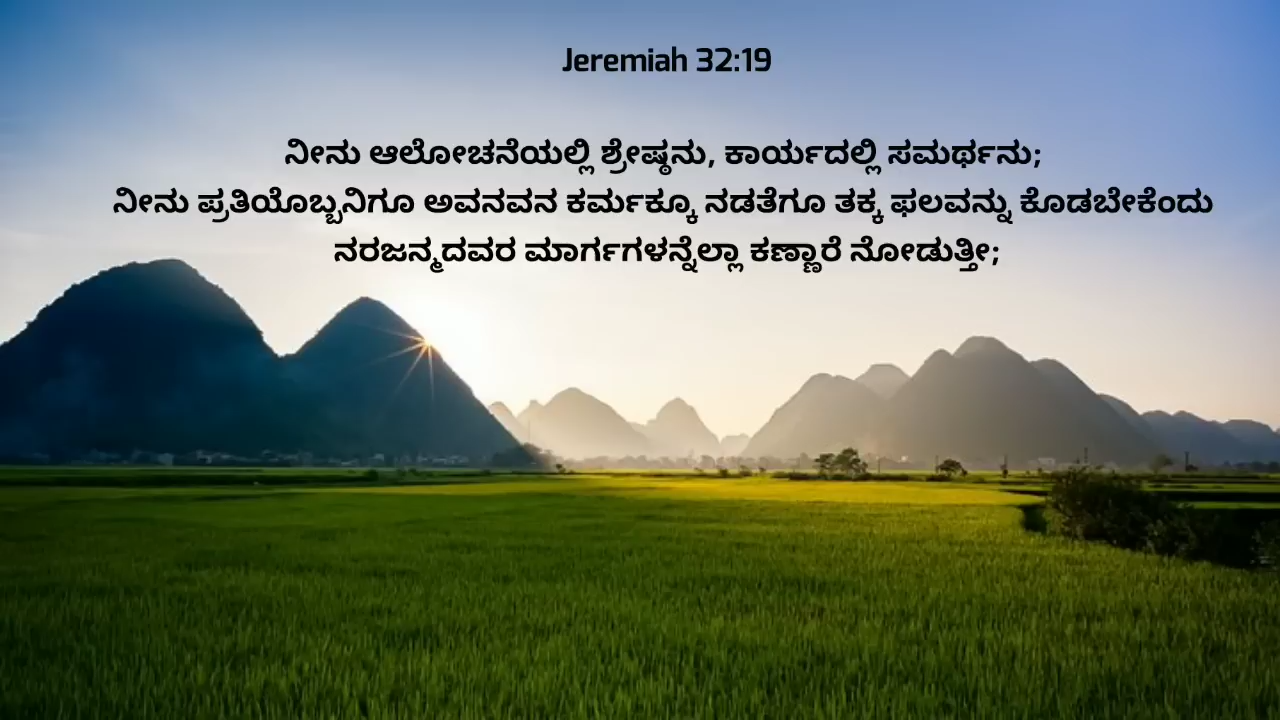 Jeremiah 32:19
ನೀನು ಆಲೋಚನೆಯಲ್ಲಿ ಶ್ರೇಷ್ಠನು, ಕಾರ್ಯದಲ್ಲಿ ಸಮರ್ಥನು;
ನೀನು ಪ್ರತಿಯೊಬ್ಬನಿಗೂ ಅವನವನ ಕರ್ಮಕ್ಕೂ ನಡತೆಗೂ ತಕ್ಕ ಫಲವನ್ನು ಕೊಡಬೇಕೆಂದು
ನರಜನ್ಮದವರ ಮಾರ್ಗಗಳನ್ನೆಲ್ಲಾ ಕಣ್ಣಾರೆ ನೋಡುತ್ತೀ;